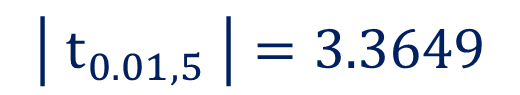 | t₀.₀₁,₅ | = 3.3649